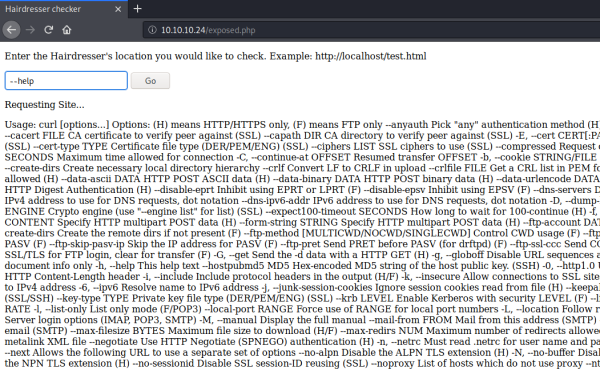 Hairdresser checker
10.10.10.24/exposed.php
Enter the Hairdresser's location you would like to check. Example: http://localhost/test.html
--help
Go
Requesting Site...
Usage: curl [options...] Options: (H) means HTTP/HTTPS only, (F) means FTP only --anyauth Pick "any" authentication method (H)
--cacert FILE CA certificate to verify peer against (SSL) --capath DIR CA directory to verify peer against (SSL) -E, --cert CERT[:PA
(SSL) --cert-type TYPE Certificate file type (DER/PEM/ENG) (SSL) --ciphers LIST SSL ciphers to use (SSL) --compressed Request
SECONDS Maximum time allowed for connection -C, --continue-at OFFSET Resumed transfer OFFSET -b, --cookie STRING/FILE
--create-dirs Create necessary local directory hierarchy --crlf Convert LF to CRLF in upload --crlfile FILE Get a CRL list in PEM
allowed (H) --data-ascii DATA HTTP POST ASCII data (H) --data-binary DATA HTTP POST binary data (H) --data-urlencode DATA
HTTP Digest Authentication (H) --disable-eprt Inhibit using EPRT or LPRT (F) --disable-epsv Inhibit using EPSV (F) --dns-servers
IPv4 address to use for DNS requests, dot notation --dns-ipv6-addr IPv6 address to use for DNS requests, dot notation -D, --dump-
ENGINE Crypto engine (use "--engine list" for list) (SSL) --expect100-timeout SECONDS How long to wait for 100-continue (H) -f,
CONTENT Specify HTTP multipart POST data (H) --form-string STRING Specify HTTP multipart POST data (H) --ftp-account DAT
create-dirs Create the remote dirs if not present (F) --ftp-method [MULTICWD/NOCWD/SINGLECWD] Control CWD usage (F) --ftp-
PASV (F) --ftp-skip-pasv-ip Skip the IP address for PASV (F) --ftp-pret Send PRET before PASV (for drftpd) (F) --ftp-ssl-ccc Send CC
SSL/TLS for FTP login, clear for transfer (F) -G, --get Send the -d data with a HTTP GET (H) -g, --globoff Disable URL sequences a
document info only -h, --help This help text --hostpubmd5 MD5 Hex-encoded MD5 string of the host public key. (SSH) -0, --http1.0
HTTP Content-Length header -i, --include Include protocol headers in the output (H/F) -k, --insecure Allow connections to SSL site
to IPv4 address -6, --ipv6 Resolve name to IPv6 address -j, --junk-session-cookies Ignore session cookies read from file (H) --keepal
(SSL/SSH) --key-type TYPE Private key file type (DER/PEM/ENG) (SSL) --krb LEVEL Enable Kerberos with security LEVEL (F) --li
RATE -l, --list-only List only mode (F/POP3) --local-port RANGE Force use of RANGE for local port numbers -L, --location Follow r
Server login options (IMAP, POP3, SMTP) -M, --manual Display the full manual --mail-from FROM Mail from this address (SMTP)
email (SMTP) --max-filesize BYTES Maximum file size to download (H/F) --max-redirs NUM Maximum number of redirects allowed
metalink XML file --negotiate Use HTTP Negotiate (SPNEGO) authentication (H) -n, --netrc Must read .netrc for user name and pa
--next Allows the following URL to use a separate set of options --no-alpn Disable the ALPN TLS extension (H) -N, --no-buffer Disab
the NPN TLS extension (H) --no-sessionid Disable SSL session-ID reusing (SSL) --noproxy List of hosts which do not use proxy --nt